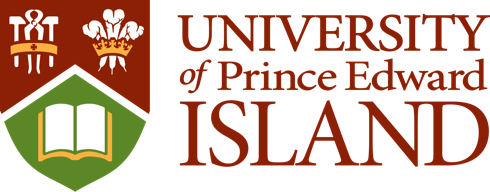 UNIVERSITY
of Prince Edward
ISLAND